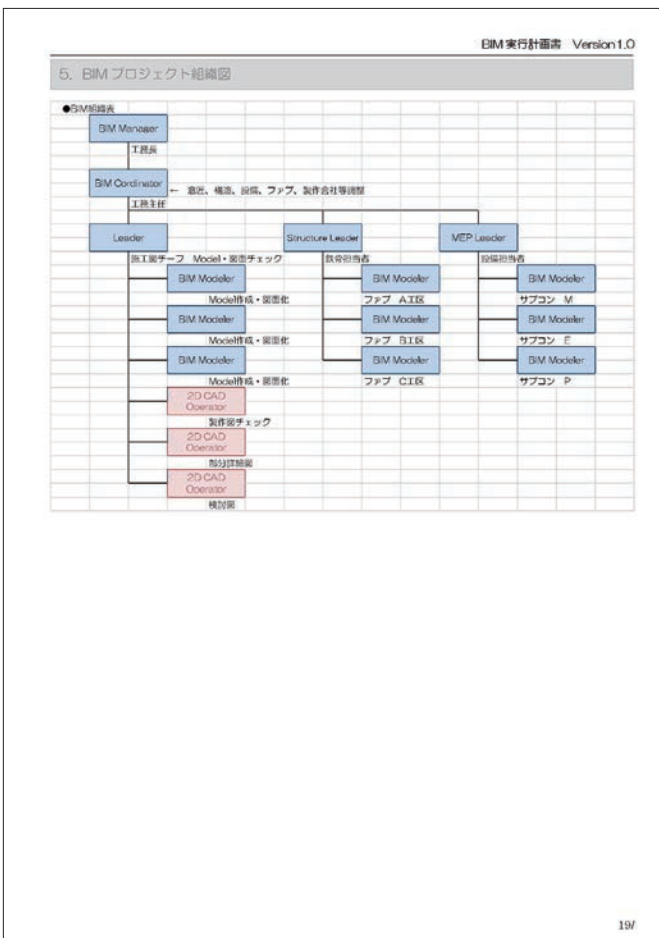 BIM 実行計画書 Version1.0
5. BIM プロジェクト組織図
●BIM組織表
BIM Manager
工務長
BIM Cordinator
← 意匠、構造、設備、ファブ、製作会社等調整
工務主任
Leader
Structure Leader
MEP Leader
施工図チーフ Model・図面チェック
鉄骨担当者
設備担当者
BIM Modeler
BIM Modeler
BIM Modeler
Model作成・図面化
ファブ A工区
サブコン M
BIM Modeler
BIM Modeler
BIM Modeler
Model作成・図面化
ファブ B工区
サブコン E
BIM Modeler
BIM Modeler
BIM Modeler
Model作成・図面化
ファブ C工区
サブコン P
2D CAD
Operator
製作図チェック
2D CAD
Operator
部分詳細図
2D CAD
Operator
検討図
19/